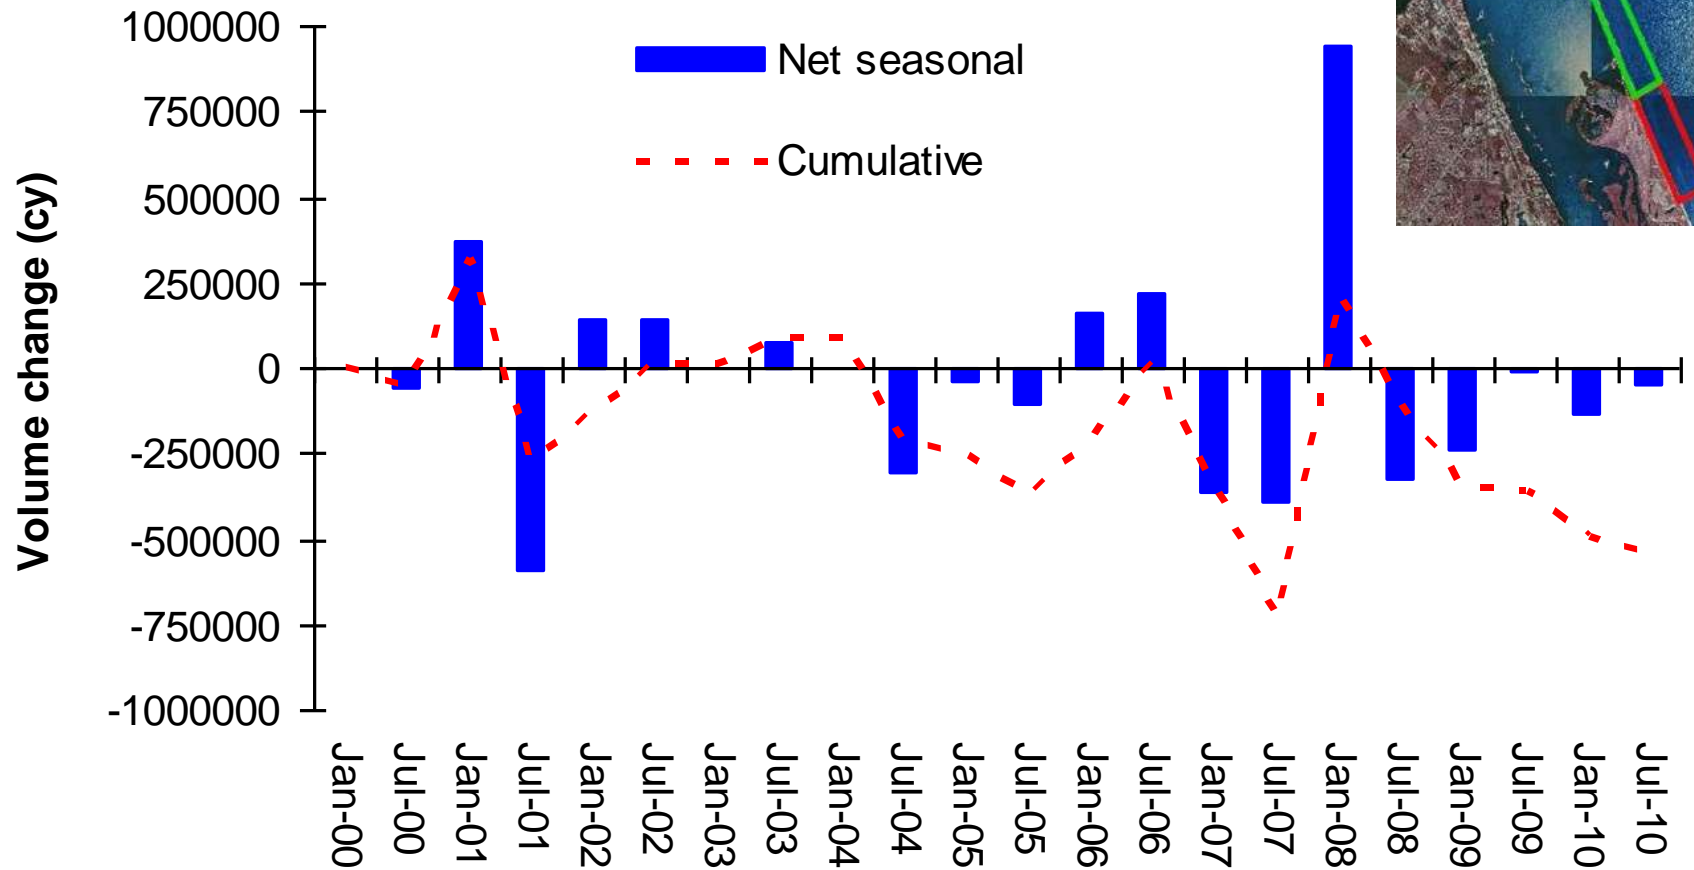 1000000
750000
500000
250000
0
-250000
-500000
-750000
-1000000
Volume change (cy)
Net seasonal
Cumulative
Jan-00
Jul-00
Jan-01
Jul-01
Jan-02
Jul-02
Jan-03
Jul-03
Jan-04
Jul-04
Jan-05
Jul-05
Jan-06
Jul-06
Jan-07
Jul-07
Jan-08
Jul-08
Jan-09
Jul-09
Jan-10
Jul-10